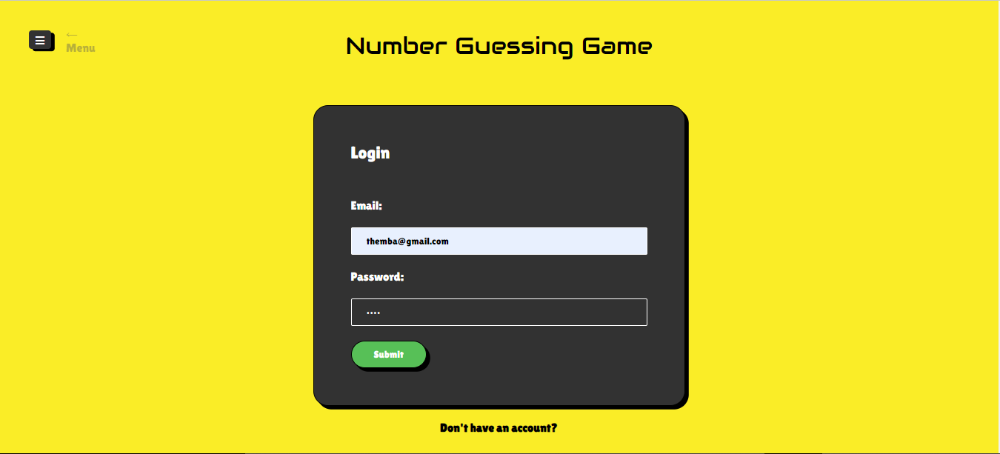 ←
Menu
Number Guessing Game
Login
Email:
themba@gmail.com
Password:
····
Submit
Don't have an account?